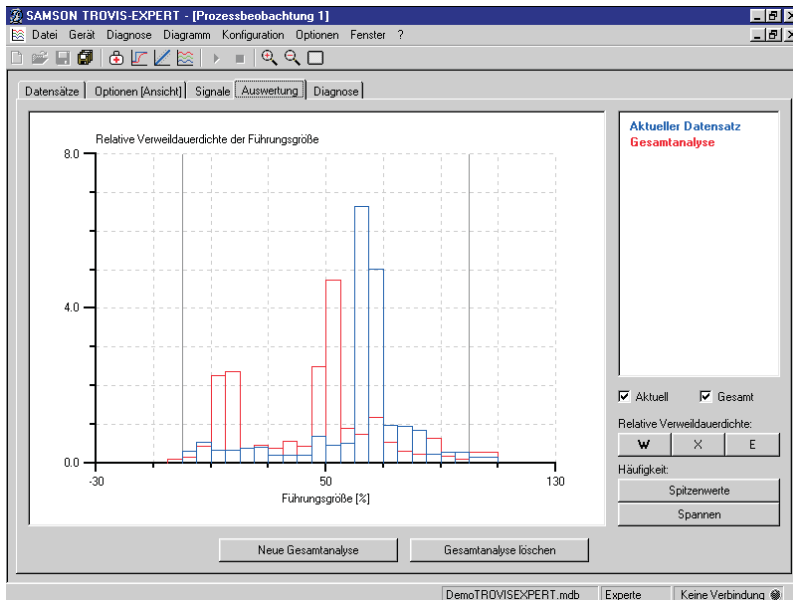 SAMSON TROVIS-EXPERT - [Prozessbeobachtung 1]
Datei Gerät Diagnose Diagramm Konfiguration Optionen Fenster ?
Datensätze Optionen [Ansicht] Signale Auswertung Diagnose
Relative Verweildauerdichte der Führungsgröße
8.0
4.0
0.0
-30 50 130
Führungsgröße [%]
Aktueller Datensatz
Gesamtanalyse
Aktuell Gesamt
Relative Verweildauerdichte:
W X E
Häufigkeit:
Spitzenwerte
Spannen
Neue Gesamtanalyse Gesamtanalyse löschen
DemoTROVISEXPERT.mdb Experte Keine Verbindung